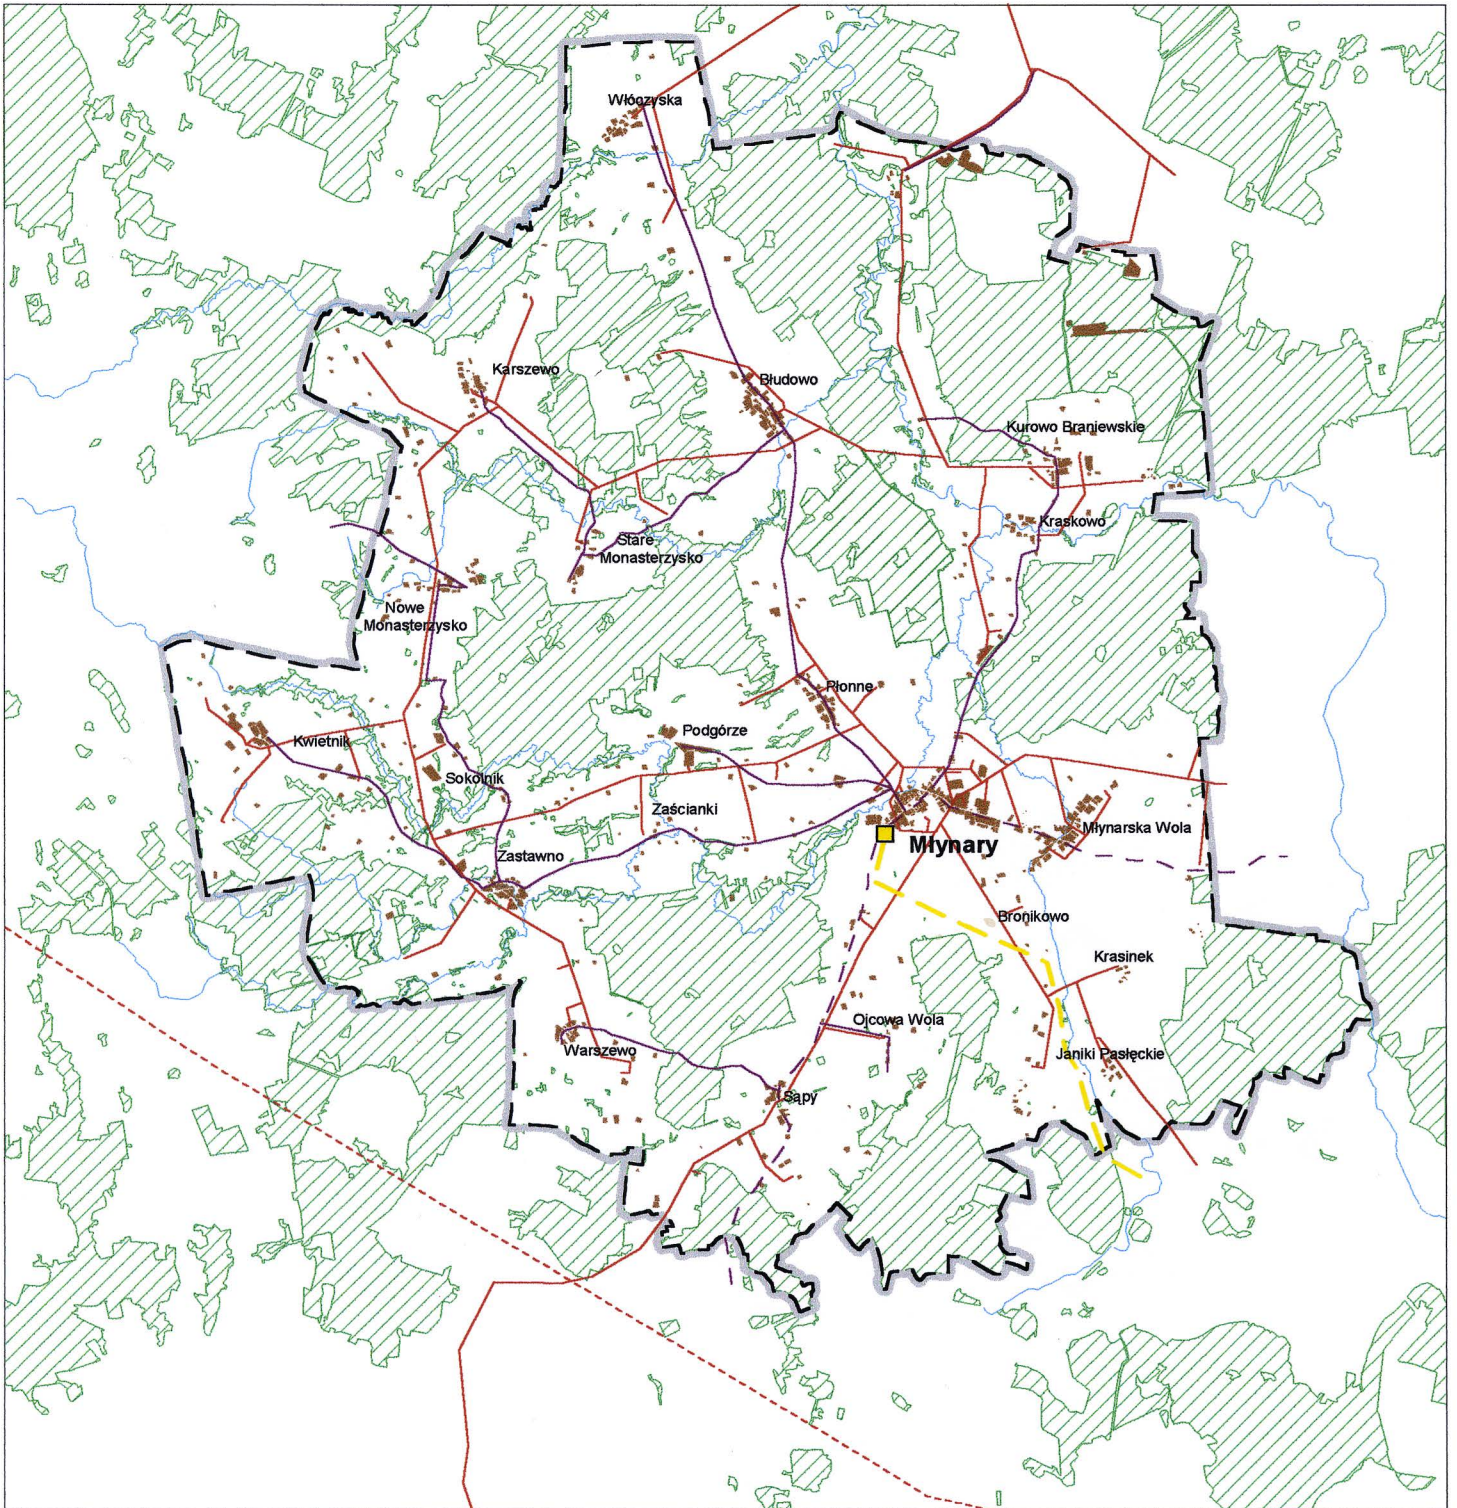 Włóczyska
Karszewo
Błudowo
Kurowo Braniewskie
Kraskowo
Stare
Monasterzysko
Nowe
Monasterzysko
Płonne
Podgórze
Kwietnik
Sokolnik
Zaścianki
Młynarska Wola
Młynary
Zastawno
Bronikowo
Krasinek
Ojcowa Wola
Warszewo
Janiki Pasłęckie
Sąpy